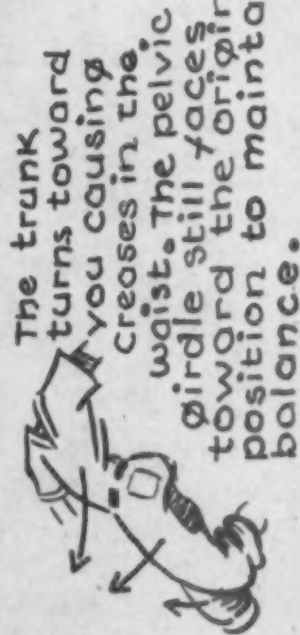 The trunk
turns toward
you causing
creases in the
waist. The pelvic
girdle still faces
toward the origin
position to mainta
balance.